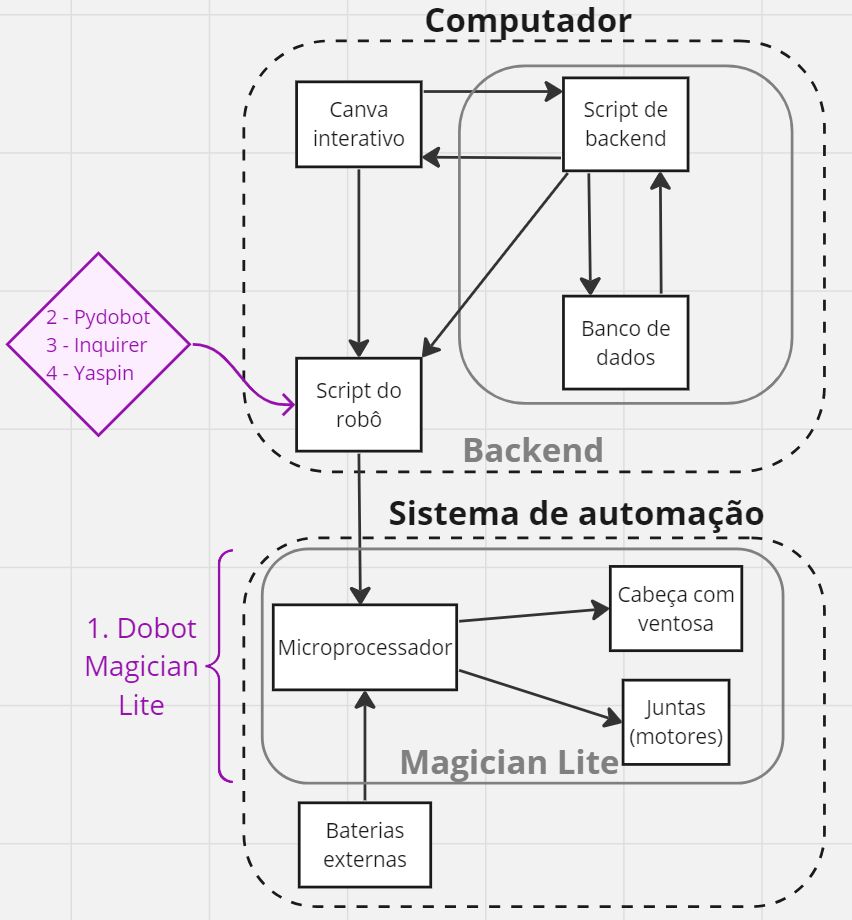 Computador
Canva
interativo
Script de
backend
2 - Pydobot
3 - Inquirer
4 - Yaspin
Banco de
dados
Script do
robô
Backend
Sistema de automação
1. Dobot
Magician
Lite
Microprocessador
Cabeça com
ventosa
Juntas
(motores)
Magician Lite
Baterias
externas